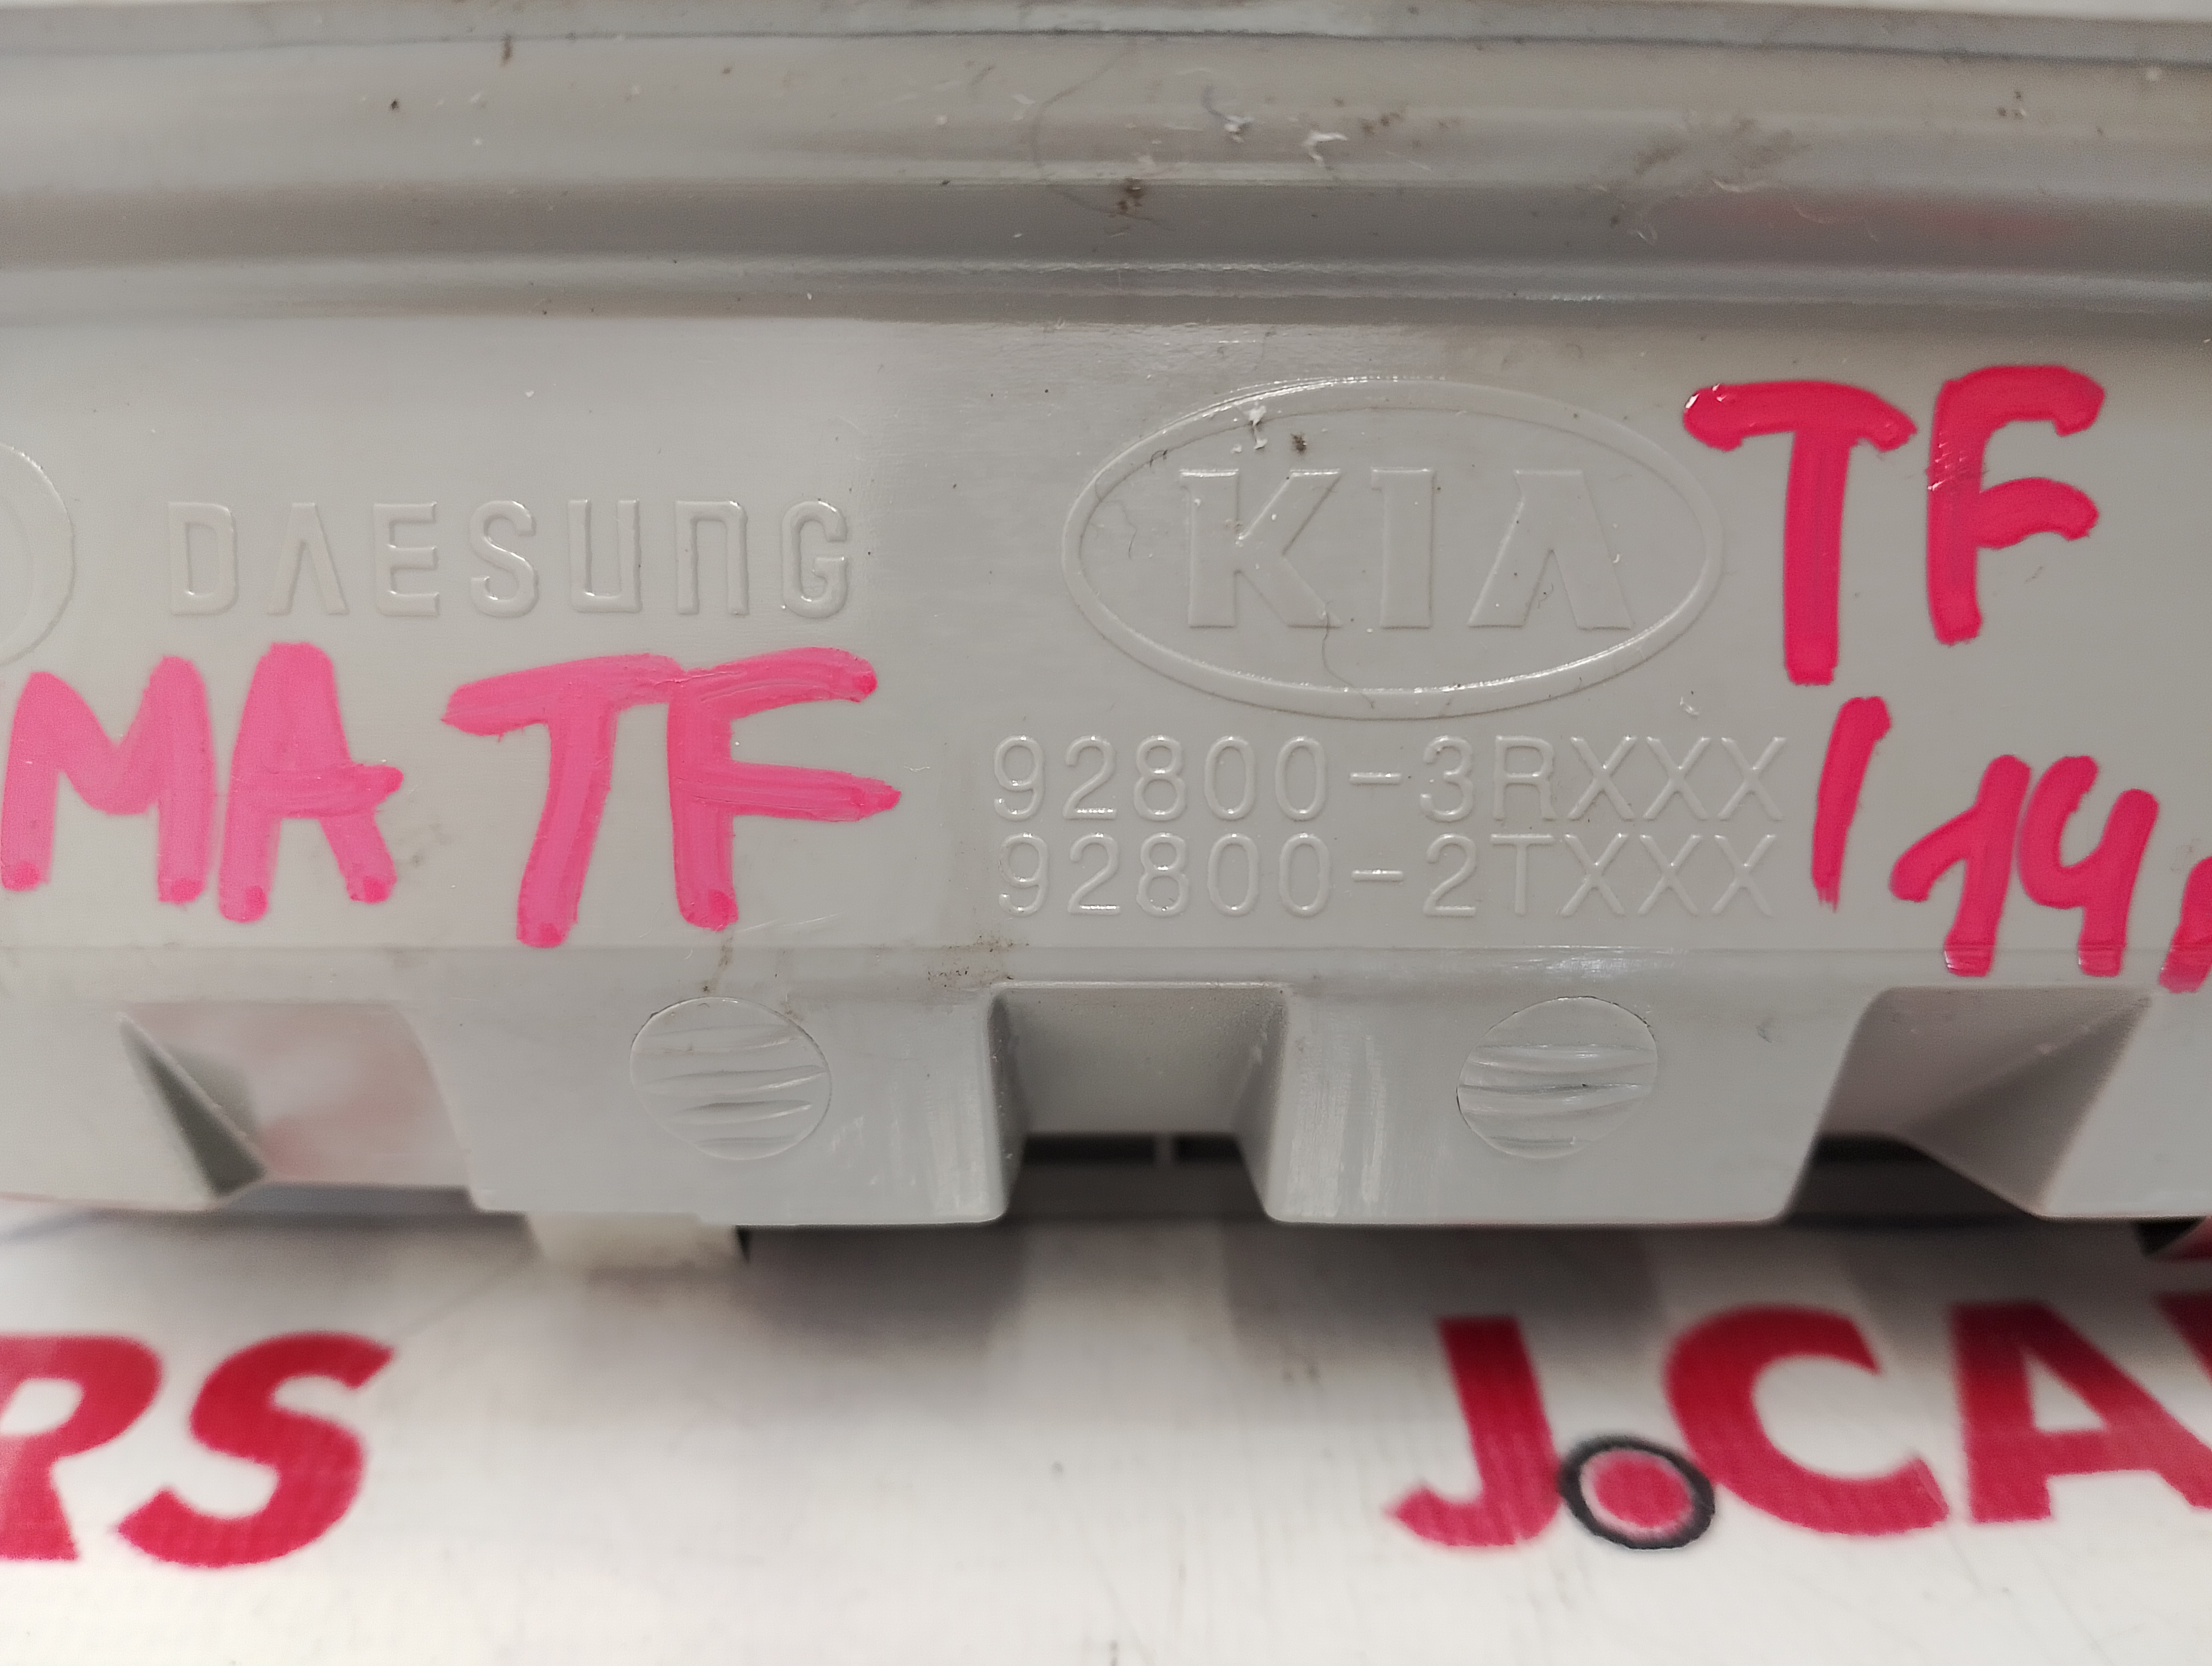 DAESUNG
KIA
TF
MA TF
92800-3RXXX
92800-2TXXX
14
RS
J.CA